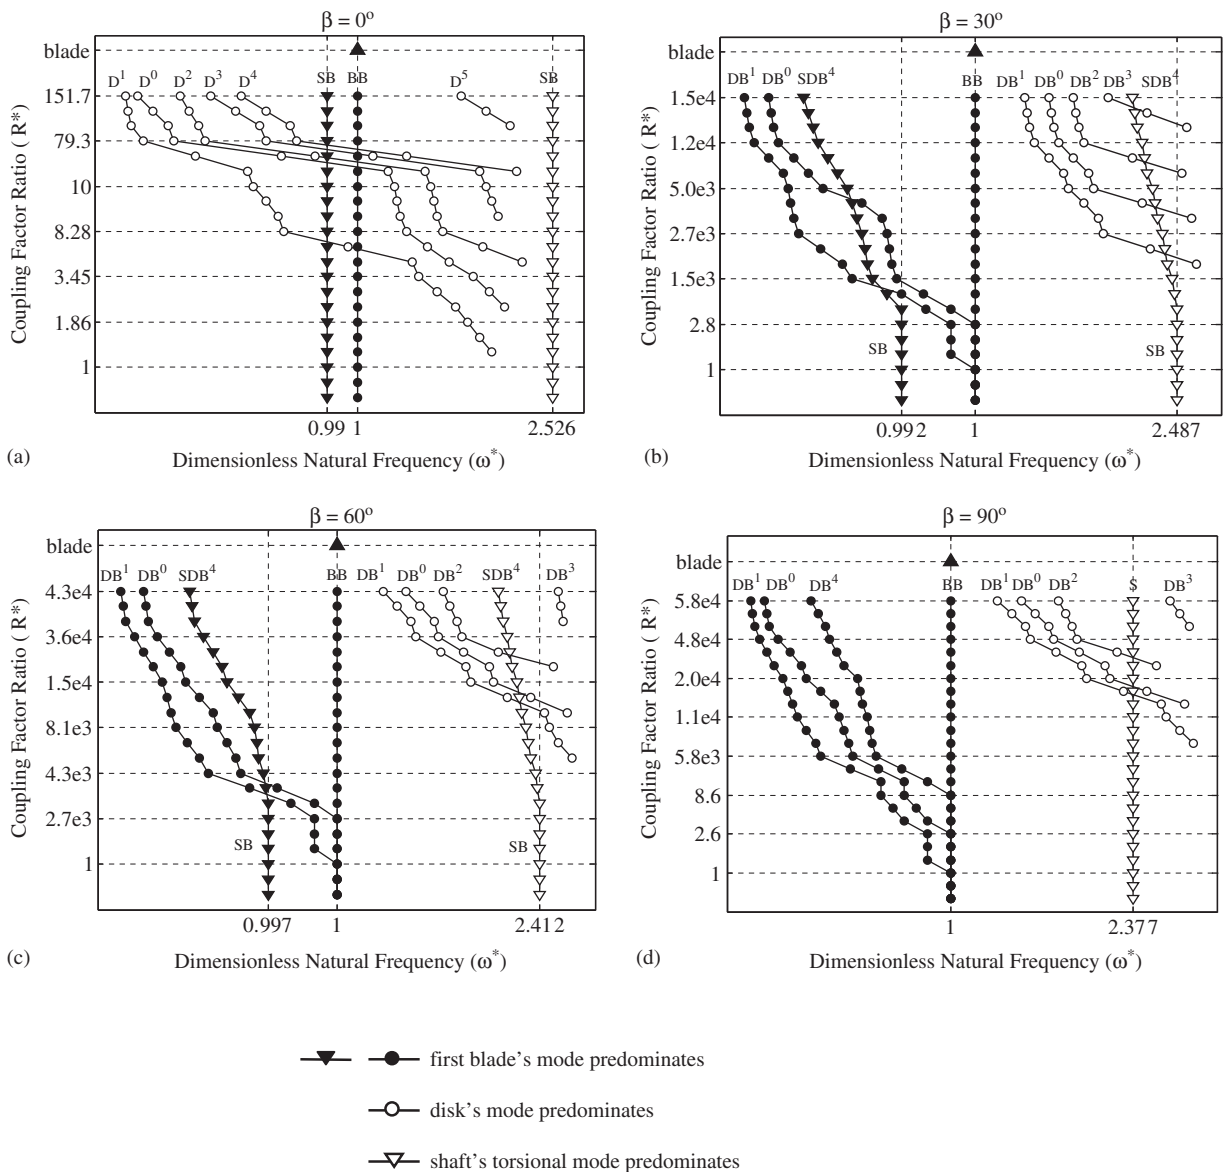 β = 0°
blade
D¹ D⁰ D² D³ D⁴ SB BB D⁵ SB
151.7
79.3
10
8.28
3.45
1.86
1
Coupling Factor Ratio ( R*)
0.99 1 2.526
(a) Dimensionless Natural Frequency (ω*)
β = 30°
blade
DB¹ DB⁰ SDB⁴ BB DB¹ DB⁰ DB² DB³ SDB⁴
1.5e4
1.2e4
5.0e3
2.7e3
1.5e3
2.8
SB SB
1
Coupling Factor Ratio ( R*)
0.992 1 2.487
(b) Dimensionless Natural Frequency (ω*)
β = 60°
blade
DB¹ DB⁰ SDB⁴ BB DB¹ DB⁰ DB² SDB⁴ DB³
4.3e4
3.6e4
1.5e4
8.1e3
4.3e3
2.7e3
SB SB
1
Coupling Factor Ratio ( R*)
0.997 1 2.412
(c) Dimensionless Natural Frequency (ω*)
β = 90°
blade
DB¹ DB⁰ DB⁴ BB DB¹ DB⁰ DB² S DB³
5.8e4
4.8e4
2.0e4
1.1e4
5.8e3
8.6
2.6
1
Coupling Factor Ratio ( R*)
1 2.377
(d) Dimensionless Natural Frequency (ω*)
first blade's mode predominates
disk's mode predominates
shaft's torsional mode predominates